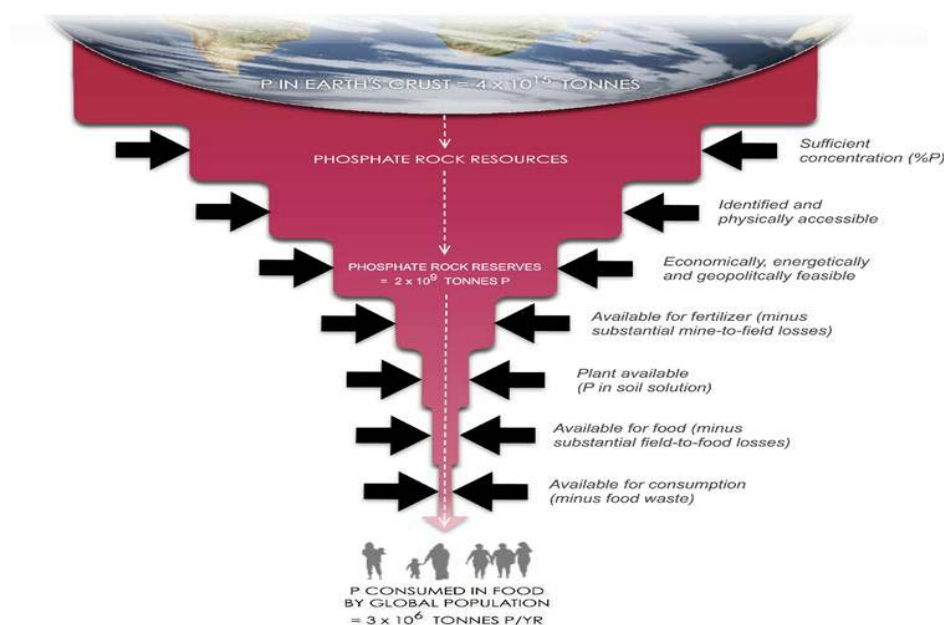 P IN EARTH'S CRUST = 4 x 10¹⁵ TONNES
PHOSPHATE ROCK RESOURCES
Sufficient
concentration (%P)
Identified and
physically accessible
PHOSPHATE ROCK RESERVES
= 2 x 10⁹ TONNES P
Economically, energetically
and geopolitcally feasible
Available for fertilizer (minus
substantial mine-to-field losses)
Plant available
(P in soil solution)
Available for food (minus
substantial field-to-food losses)
Available for consumption
(minus food waste)
P CONSUMED IN FOOD
BY GLOBAL POPULATION
= 3 x 10⁶ TONNES P/YR